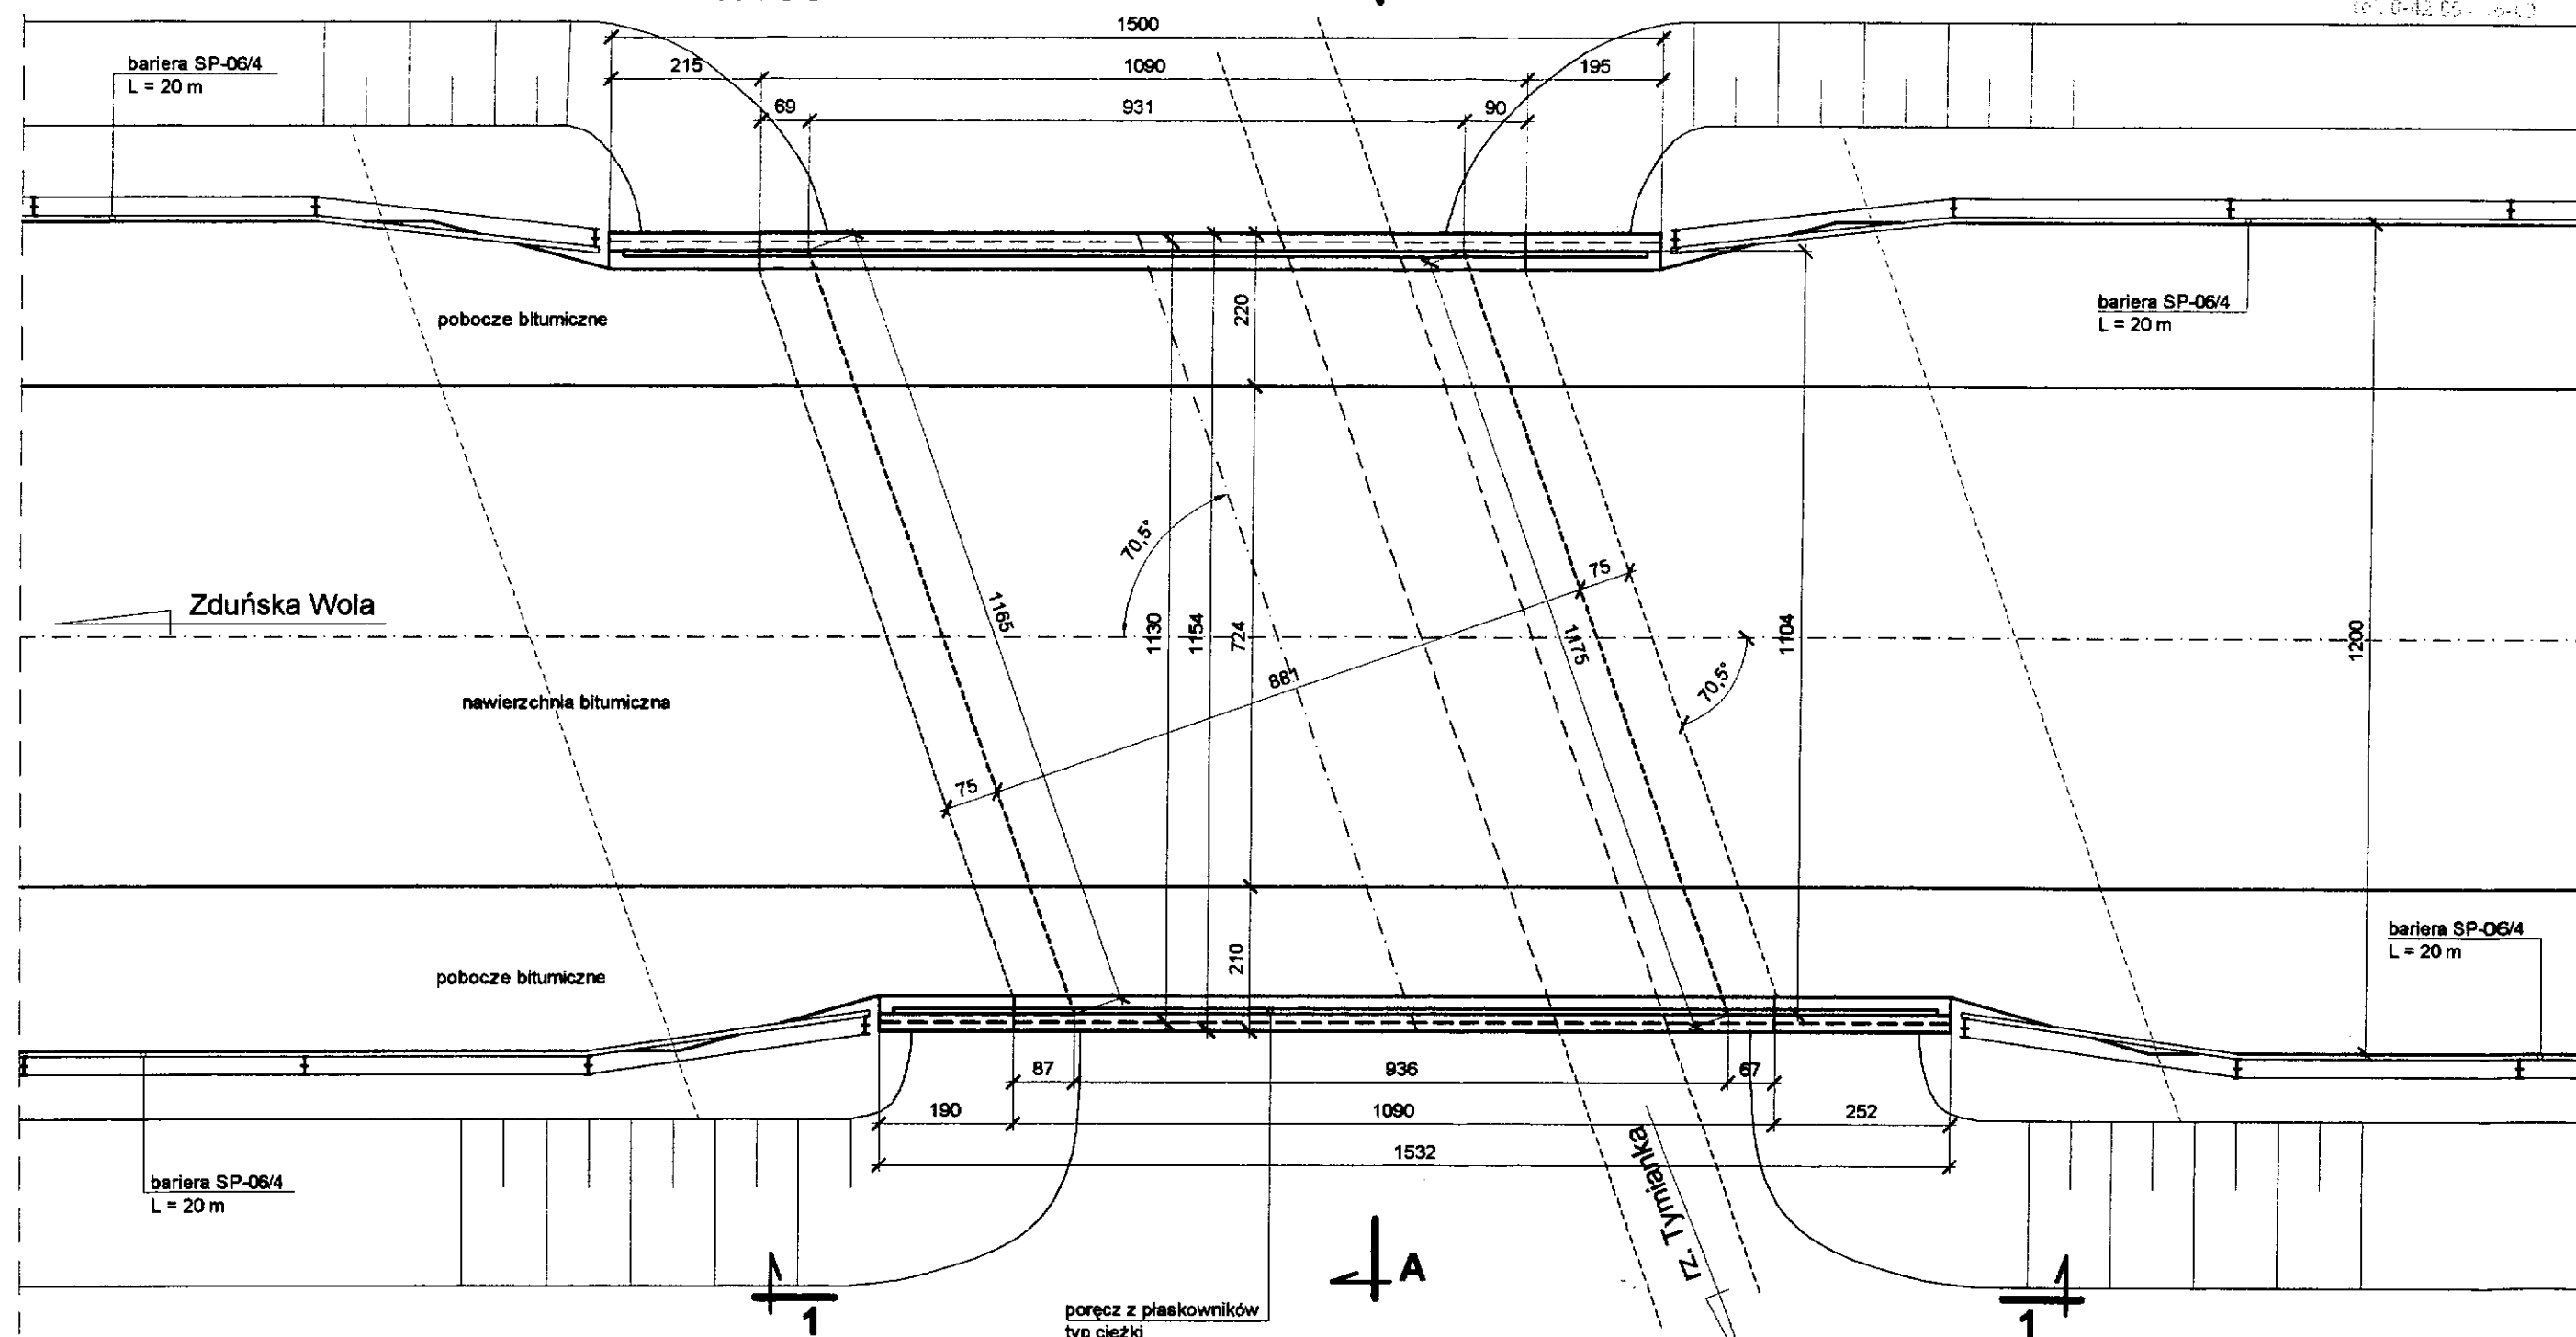 1500
215 1090 195
69 931 90
bariera SP-06/4
L = 20 m
pobocze bitumiczne
220
bariera SP-06/4
L = 20 m
70,5°
75
Zduńska Wola
1165
1130
1154
724
1175
1104
1200
881
70,5°
nawierzchnia bitumiczna
75
210
pobocze bitumiczne
bariera SP-06/4
L = 20 m
87 936 67
190 1090 252
1532
rz. Tymianka
bariera SP-06/4
L = 20 m
A
poręcz z płaskowników
typ ciężki
1
1